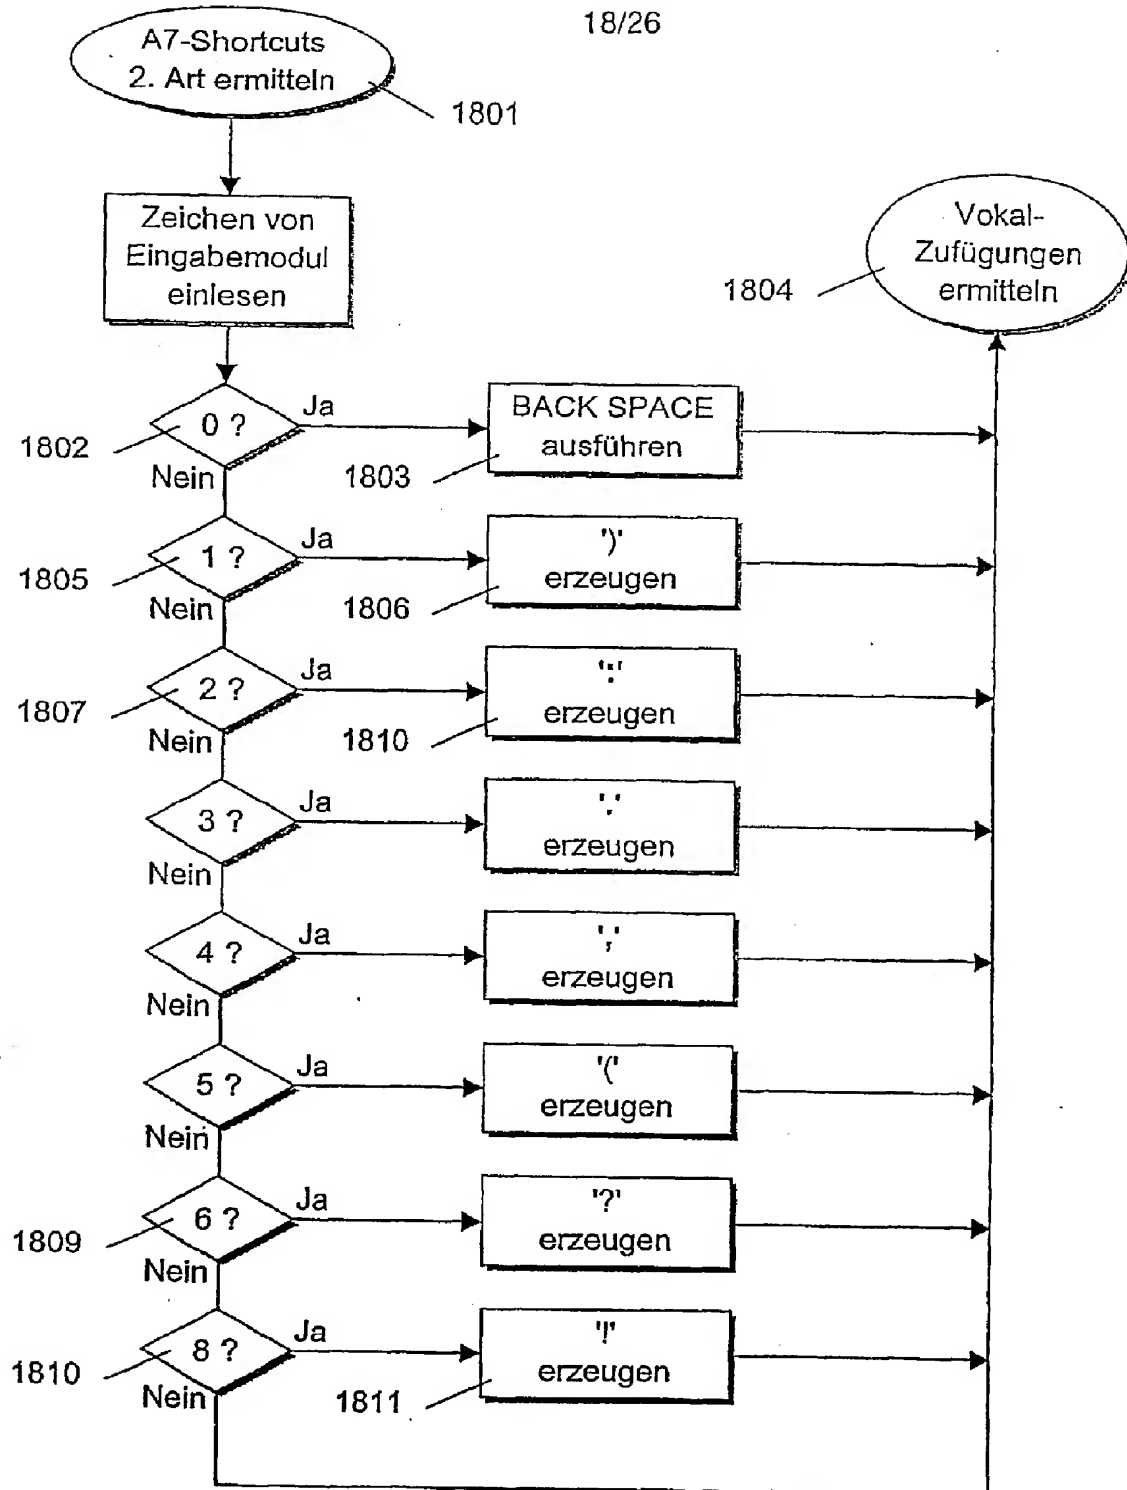 18/26
A7-Shortcuts
2. Art ermitteln
1801
Zeichen von
Eingabemodul
einlesen
Vokal-
Zufügungen
ermitteln
1804
0 ?
Ja
BACK SPACE
ausführen
1802
Nein
1803
1 ?
Ja
')'
erzeugen
1805
Nein
1806
2 ?
Ja
':'
erzeugen
1807
Nein
1810
3 ?
Ja
'.'
erzeugen
Nein
4 ?
Ja
','
erzeugen
Nein
5 ?
Ja
'('
erzeugen
Nein
6 ?
Ja
'?'
erzeugen
1809
Nein
8 ?
Ja
'!'
erzeugen
1810
Nein
1811